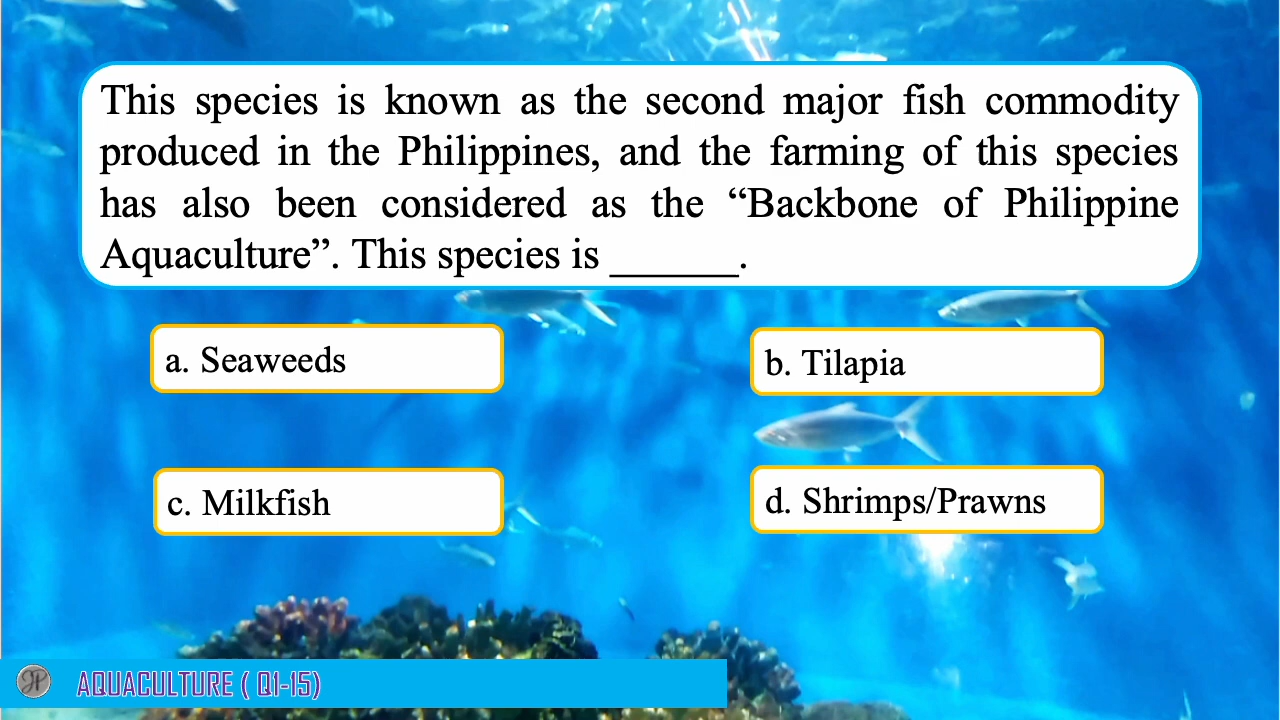 This species is known as the second major fish commodity
produced in the Philippines, and the farming of this species
has also been considered as the “Backbone of Philippine
Aquaculture”. This species is ______.
a. Seaweeds
b. Tilapia
c. Milkfish
d. Shrimps/Prawns
AQUACULTURE ( Q1-15)